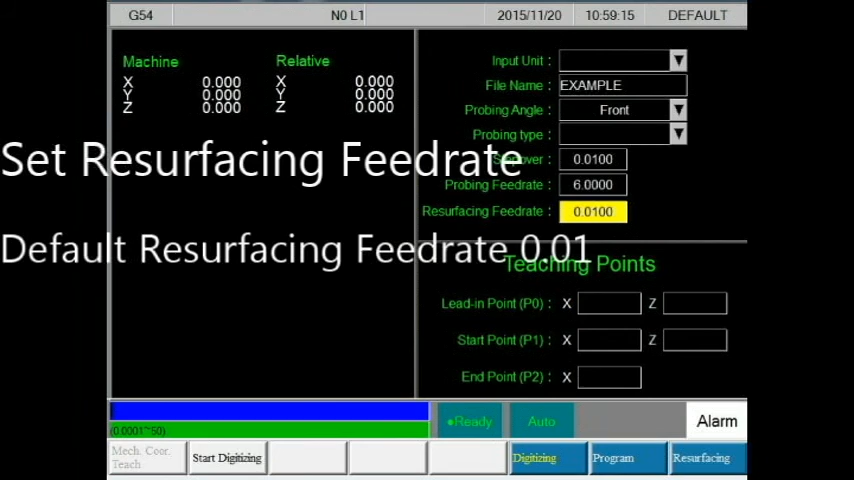 G54 N0 L1 2015/11/20 10:59:15 DEFAULT
Machine Relative
X 0.000 X 0.000
Y 0.000 Y 0.000
Z 0.000 Z 0.000
Input Unit :
File Name : EXAMPLE
Probing Angle : Front
Probing type :
Stepover : 0.0100
Probing Feedrate : 6.0000
Resurfacing Feedrate : 0.0100
Set Resurfacing Feedrate
Default Resurfacing Feedrate 0.01
Teaching Points
Lead-in Point (P0) : X Z
Start Point (P1) : X Z
End Point (P2) : X
●Ready Auto Alarm
(0.0001~50)
Mech. Coor. Teach Start Digitizing Digitizing Program Resurfacing